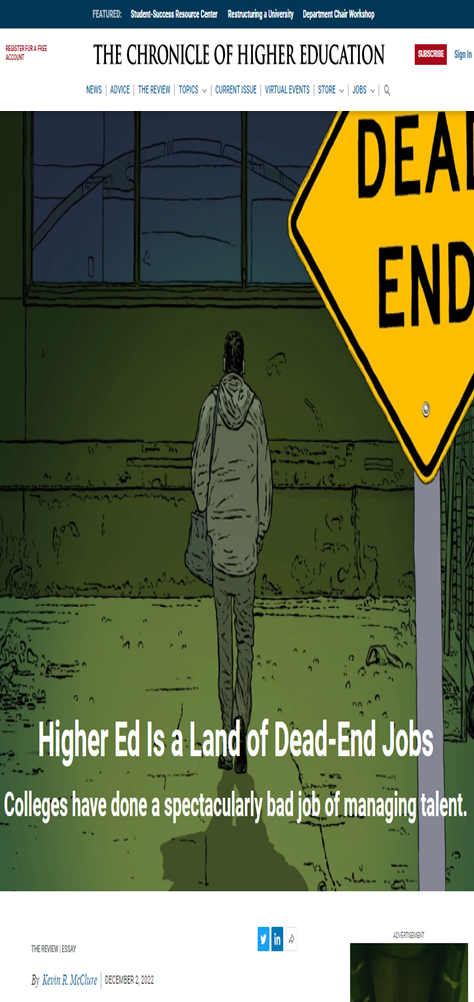 FEATURED: Student-Success Resource Center Restructuring a University Department Chair Workshop
REGISTER FOR A FREE
ACCOUNT
THE CHRONICLE OF HIGHER EDUCATION
SUBSCRIBE
Sign In
NEWS | ADVICE | THE REVIEW | TOPICS | CURRENT ISSUE | VIRTUAL EVENTS | STORE | JOBS
DEAD
END
Higher Ed Is a Land of Dead-End Jobs
Colleges have done a spectacularly bad job of managing talent.
ADVERTISEMENT
THE REVIEW | ESSAY
By Kevin R. McClure | DECEMBER 2, 2022